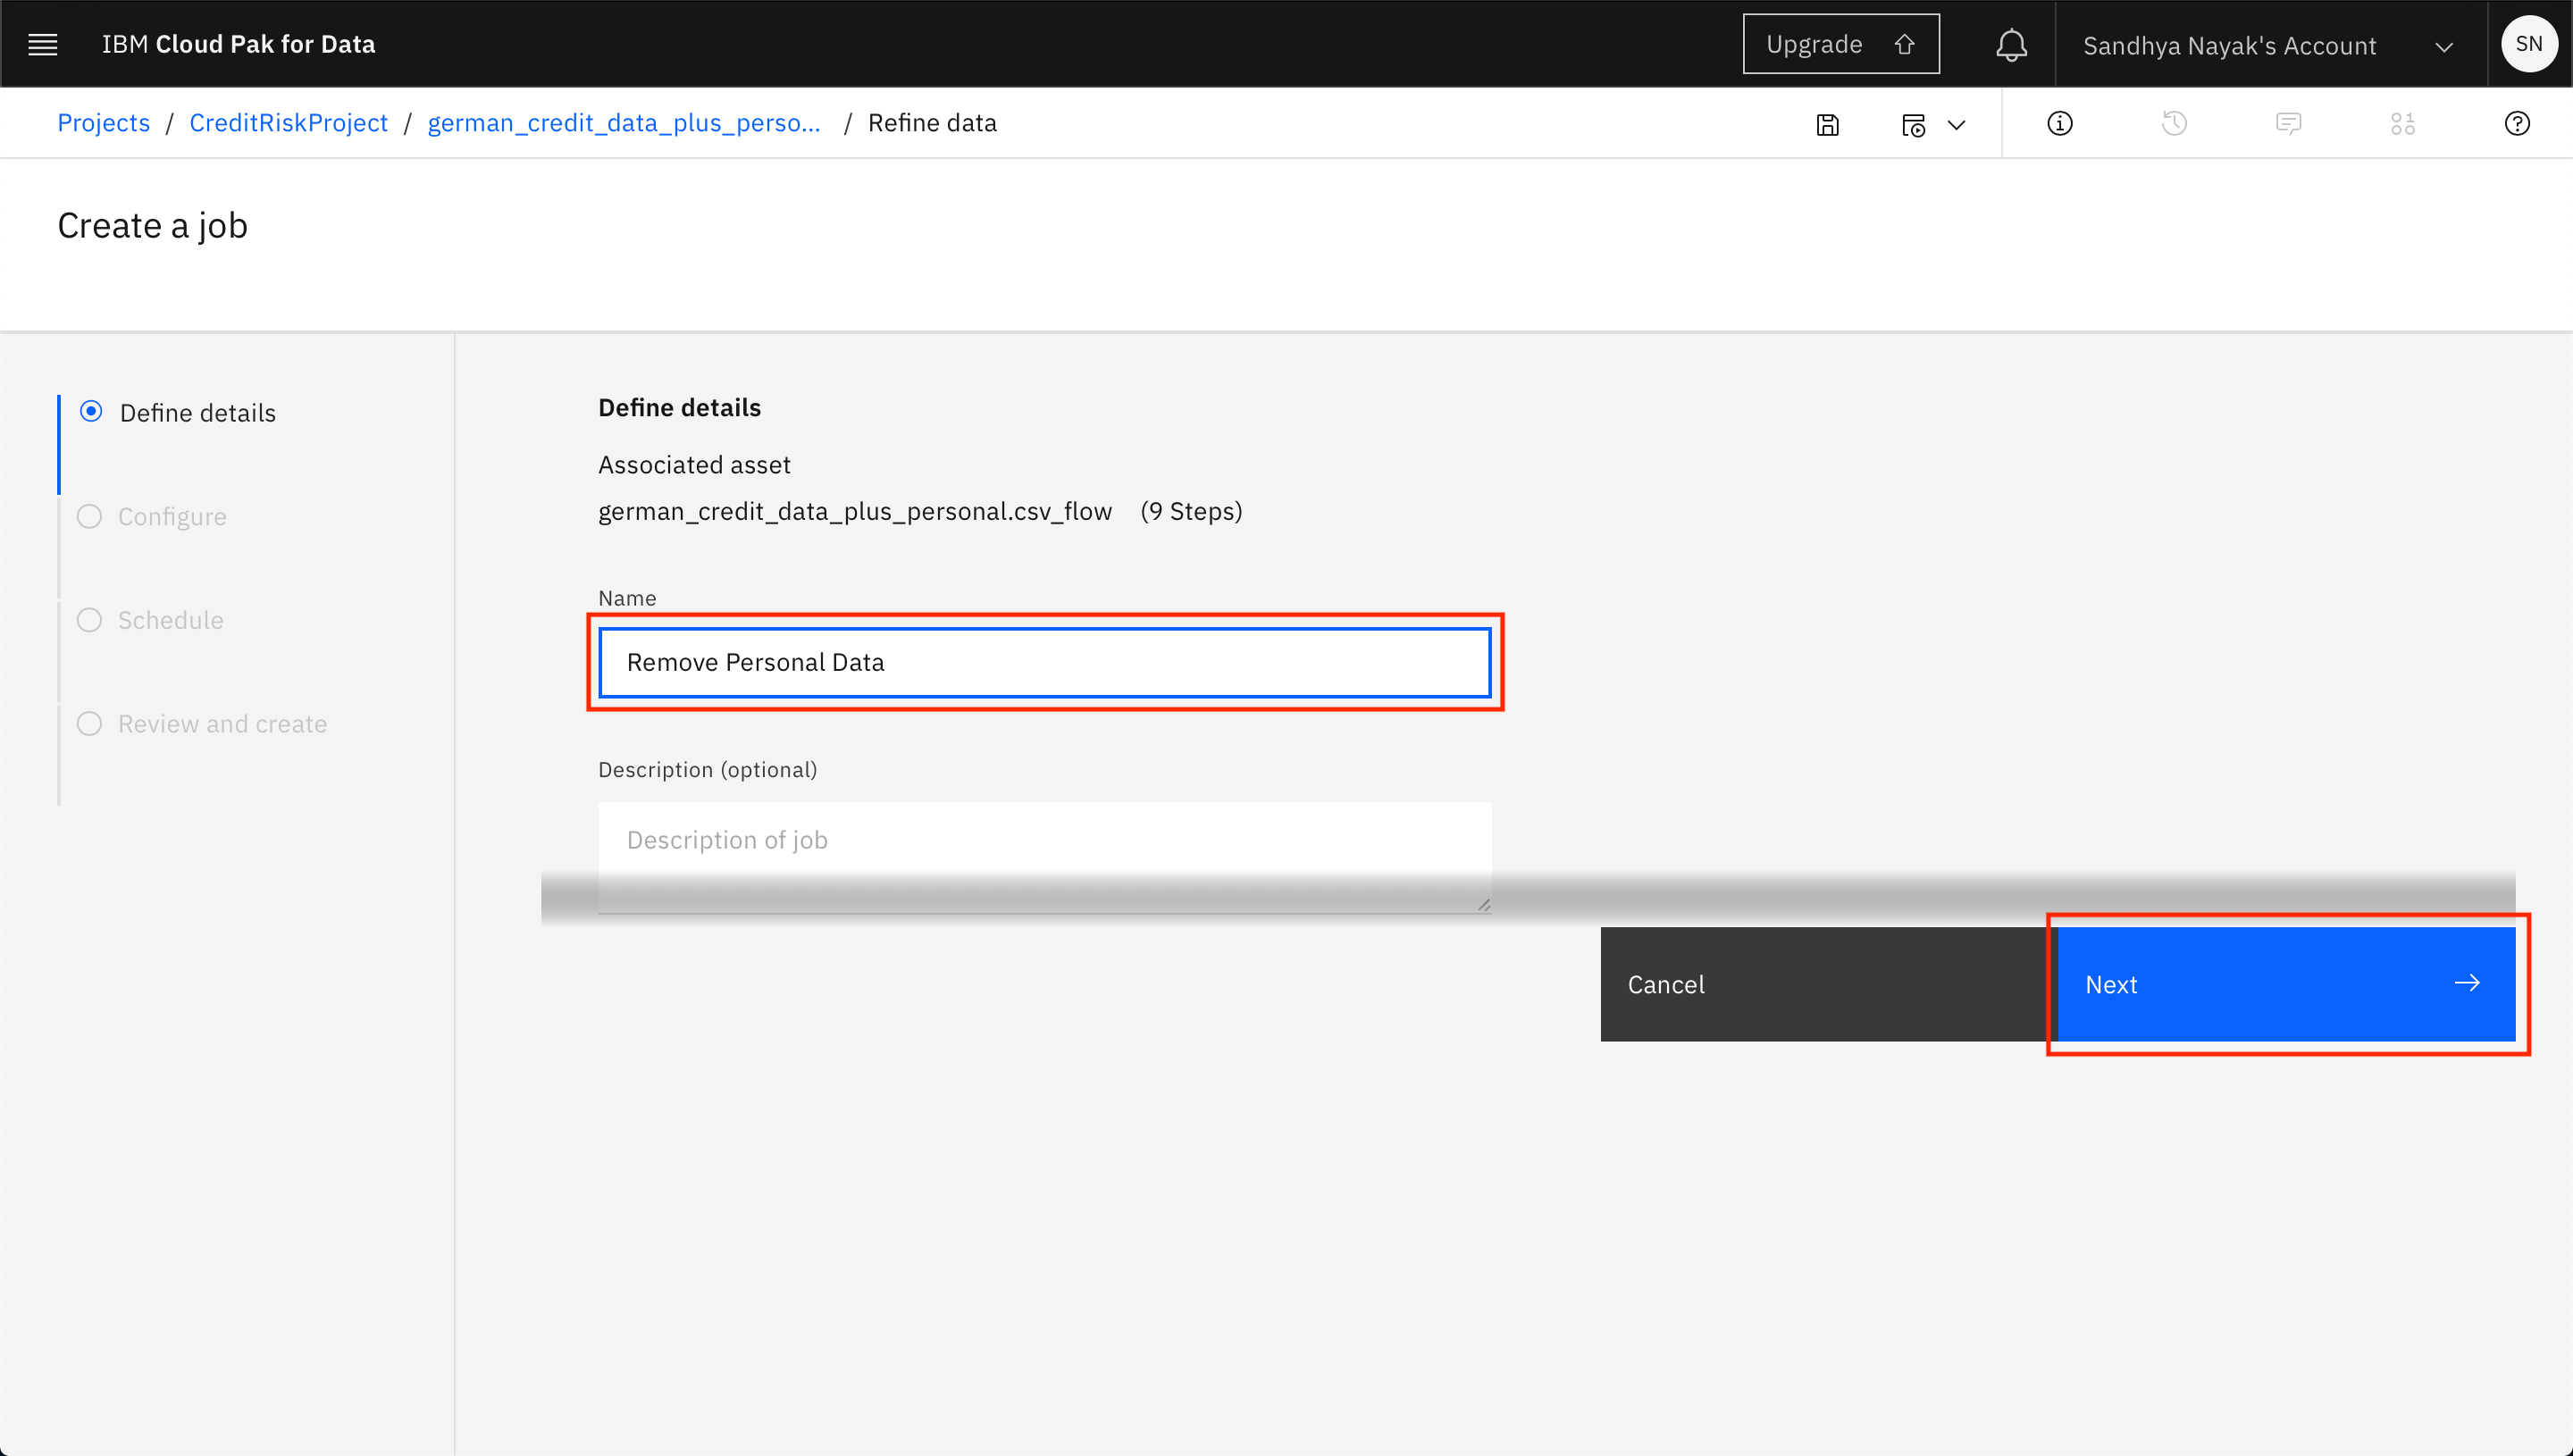 IBM Cloud Pak for Data
Upgrade
Sandhya Nayak's Account
SN
Projects / CreditRiskProject / german_credit_data_plus_perso... / Refine data
Create a job
Define details
Configure
Schedule
Review and create
Define details
Associated asset
german_credit_data_plus_personal.csv_flow (9 Steps)
Name
Remove Personal Data
Description (optional)
Description of job
Cancel
Next